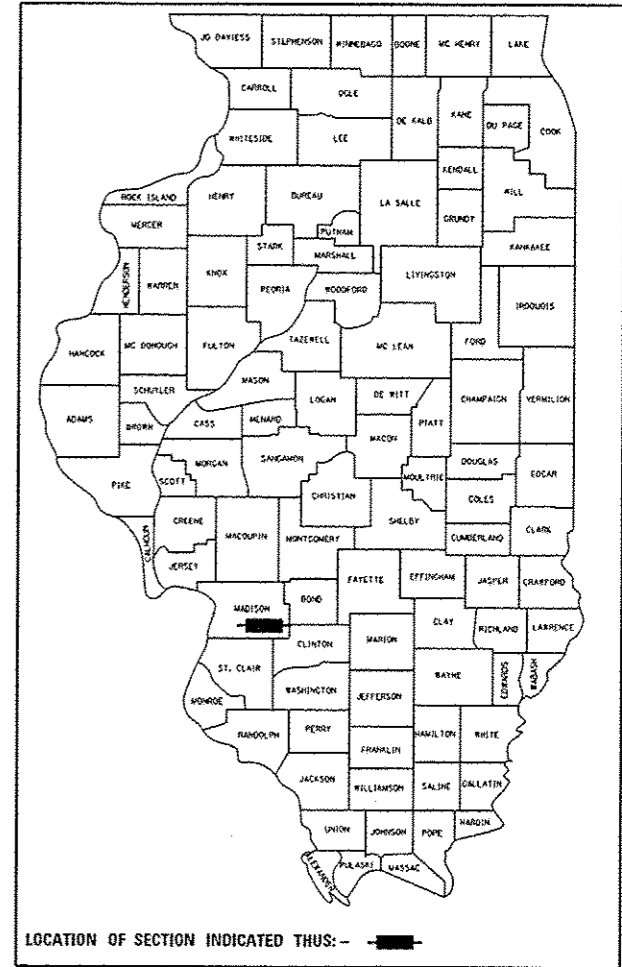 JO DAVIESS
STEPHENSON
WINNEBAGO
BOONE
MC HENRY
LAKE
CARROLL
OGLE
DE KALB
KANE
DU PAGE
COOK
WHITESIDE
LEE
KENDALL
WILL
ROCK ISLAND
HENRY
BUREAU
LA SALLE
GRUNDY
MERCER
STARK
PUTNAM
MARSHALL
KANKAKEE
HENDERSON
WARREN
KNOX
PEORIA
WOODFORD
LIVINGSTON
IROQUOIS
FORD
HANCOCK
MC DONOUGH
FULTON
TAZEWELL
MC LEAN
MASON
SCHUYLER
LOGAN
DE WITT
CHAMPAIGN
VERMILION
ADAMS
BROWN
CASS
MENARD
MACON
PIATT
PIKE
SCOTT
MORGAN
SANGAMON
CHRISTIAN
MOULTRIE
DOUGLAS
COLES
EDGAR
CALHOUN
GREENE
JERSEY
MACOUPIN
MONTGOMERY
SHELBY
CUMBERLAND
CLARK
MADISON
BOND
FAYETTE
EFFINGHAM
JASPER
CRAWFORD
CLINTON
MARION
CLAY
RICHLAND
LAWRENCE
ST. CLAIR
WASHINGTON
JEFFERSON
WAYNE
EDWARDS
WABASH
MONROE
RANDOLPH
PERRY
FRANKLIN
HAMILTON
WHITE
JACKSON
WILLIAMSON
SALINE
GALLATIN
UNION
JOHNSON
POPE
HARDIN
ALEXANDER
PULASKI
MASSAC
LOCATION OF SECTION INDICATED THUS: -